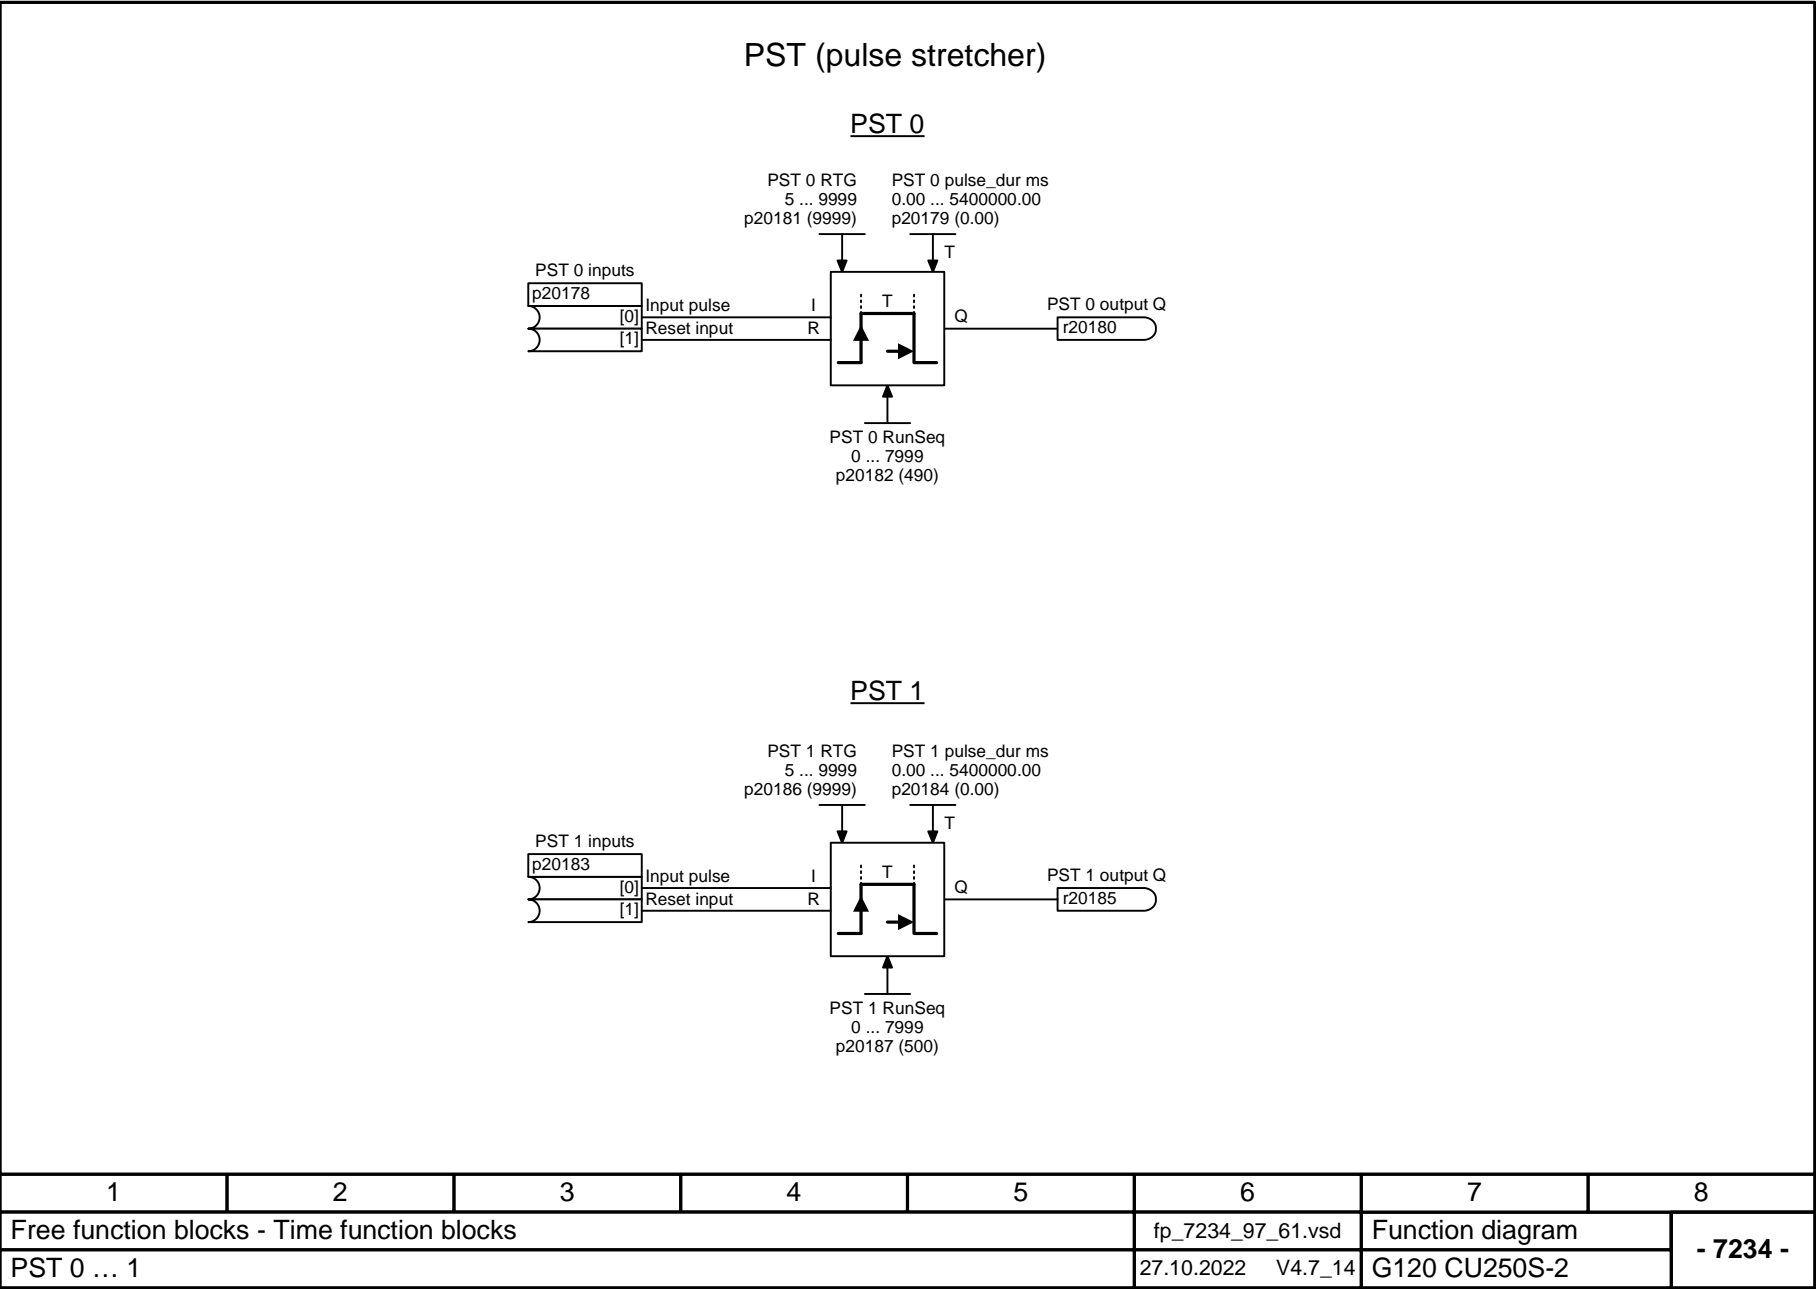 PST (pulse stretcher)
PST 0
PST 0 RTG
5 ... 9999
p20181 (9999)
PST 0 pulse_dur ms
0.00 ... 5400000.00
p20179 (0.00)
T
PST 0 inputs
p20178
[0]
[1]
Input pulse
Reset input
I
R
T
Q
PST 0 output Q
r20180
PST 0 RunSeq
0 ... 7999
p20182 (490)
PST 1
PST 1 RTG
5 ... 9999
p20186 (9999)
PST 1 pulse_dur ms
0.00 ... 5400000.00
p20184 (0.00)
T
PST 1 inputs
p20183
[0]
[1]
Input pulse
Reset input
I
R
T
Q
PST 1 output Q
r20185
PST 1 RunSeq
0 ... 7999
p20187 (500)
1 2 3 4 5 6 7 8
Free function blocks - Time function blocks
fp_7234_97_61.vsd
Function diagram
- 7234 -
PST 0 … 1
27.10.2022 V4.7_14
G120 CU250S-2